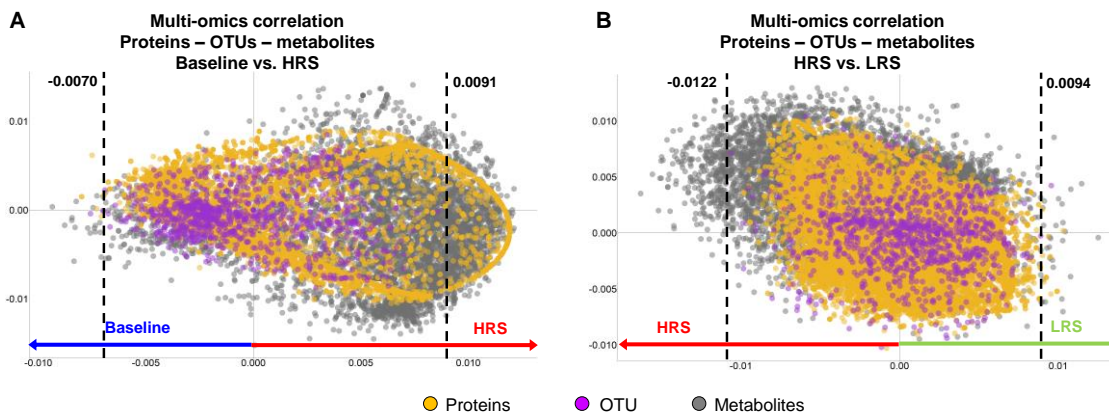 A
Multi-omics correlation
Proteins – OTUs – metabolites
Baseline vs. HRS
-0.0070
0.0091
0.01
0.00
-0.01
Baseline
HRS
-0.010
-0.005
0.000
0.005
0.010
B
Multi-omics correlation
Proteins – OTUs – metabolites
HRS vs. LRS
-0.0122
0.0094
0.010
0.005
0.000
-0.005
-0.010
HRS
LRS
-0.01
0.00
0.01
Proteins
OTU
Metabolites